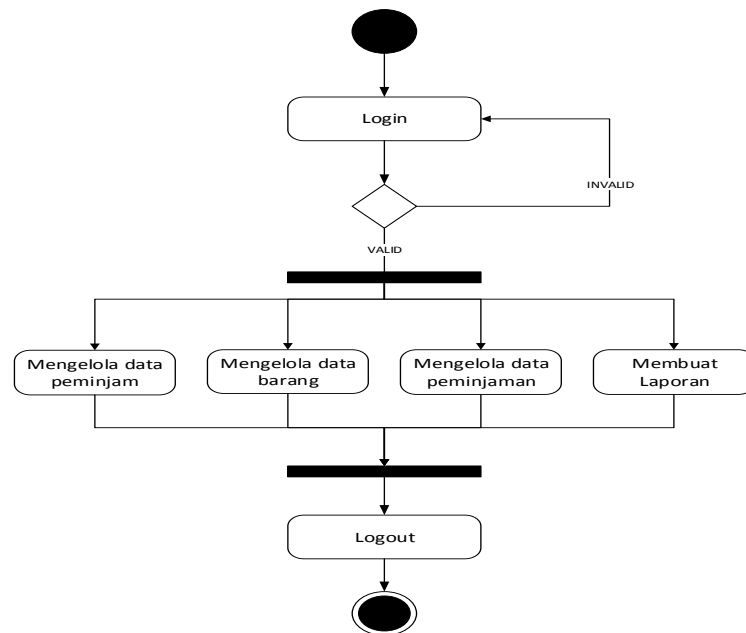 Login
INVALID
VALID
Mengelola data
peminjam
Mengelola data
barang
Mengelola data
peminjaman
Membuat
Laporan
Logout